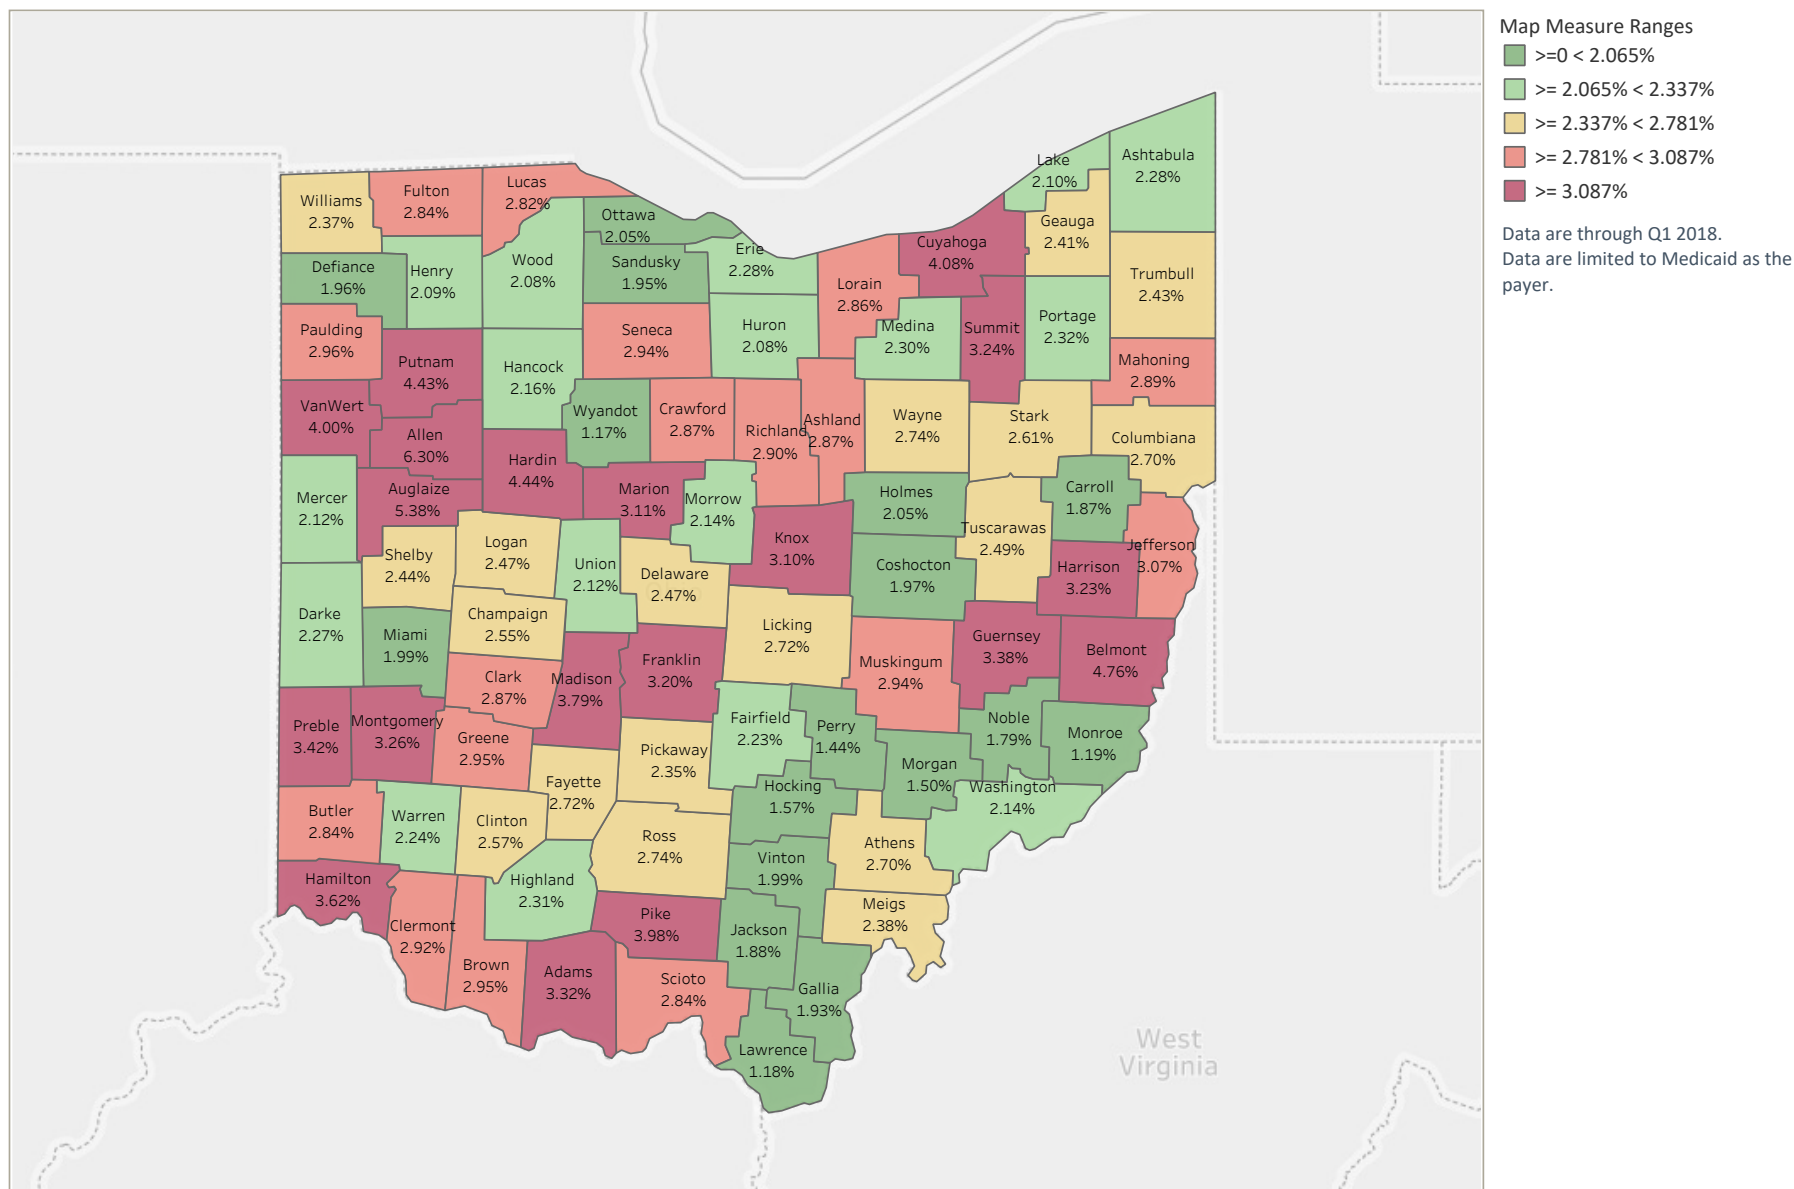 Map Measure Ranges
>=0 < 2.065%
>= 2.065% < 2.337%
>= 2.337% < 2.781%
>= 2.781% < 3.087%
>= 3.087%
Data are through Q1 2018.
Data are limited to Medicaid as the
payer.
Lake
2.10%
Ashtabula
2.28%
Williams
2.37%
Fulton
2.84%
Lucas
2.82%
Ottawa
2.05%
Geauga
2.41%
Cuyahoga
4.08%
Erie
2.28%
Wood
2.08%
Sandusky
1.95%
Defiance
1.96%
Henry
2.09%
Trumbull
2.43%
Lorain
2.86%
Paulding
2.96%
Seneca
2.94%
Huron
2.08%
Medina
2.30%
Summit
3.24%
Portage
2.32%
Putnam
4.43%
Hancock
2.16%
Mahoning
2.89%
VanWert
4.00%
Wyandot
1.17%
Crawford
2.87%
Richland
2.90%
Ashland
2.87%
Wayne
2.74%
Stark
2.61%
Columbiana
2.70%
Allen
6.30%
Hardin
4.44%
Mercer
2.12%
Auglaize
5.38%
Marion
3.11%
Morrow
2.14%
Holmes
2.05%
Carroll
1.87%
Tuscarawas
2.49%
Knox
3.10%
Jefferson
3.07%
Shelby
2.44%
Logan
2.47%
Union
2.12%
Delaware
2.47%
Coshocton
1.97%
Harrison
3.23%
Darke
2.27%
Miami
1.99%
Champaign
2.55%
Licking
2.72%
Guernsey
3.38%
Belmont
4.76%
Clark
2.87%
Madison
3.79%
Franklin
3.20%
Muskingum
2.94%
Preble
3.42%
Montgomery
3.26%
Greene
2.95%
Fairfield
2.23%
Perry
1.44%
Noble
1.79%
Monroe
1.19%
Pickaway
2.35%
Morgan
1.50%
Fayette
2.72%
Hocking
1.57%
Washington
2.14%
Butler
2.84%
Warren
2.24%
Clinton
2.57%
Ross
2.74%
Athens
2.70%
Vinton
1.99%
Hamilton
3.62%
Highland
2.31%
Clermont
2.92%
Pike
3.98%
Jackson
1.88%
Meigs
2.38%
Brown
2.95%
Adams
3.32%
Scioto
2.84%
Gallia
1.93%
Lawrence
1.18%
West
Virginia